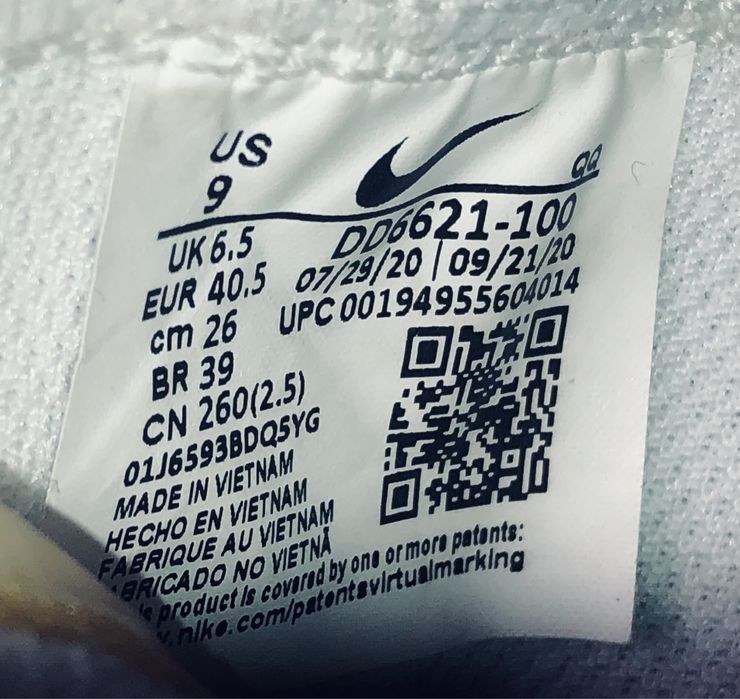 US
9
QQ
UK 6.5
EUR 40.5
cm 26
BR 39
CN 260(2.5)
DD6621-100
07/29/20 | 09/21/20
UPC 00194955604014
01J6593BDQ5YG
MADE IN VIETNAM
HECHO EN VIETNAM
FABRIQUE AU VIETNAM
ABRICADO NO VIETNÃ
product is covered by one or more patents:
.nike.com/patentsvirtualmarking